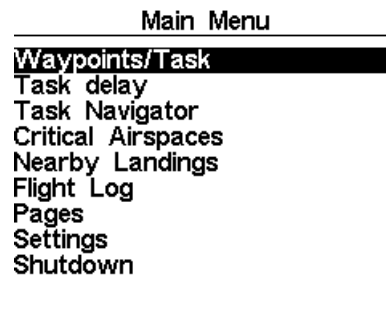 Main Menu
Waypoints/Task
Task delay
Task Navigator
Critical Airspaces
Nearby Landings
Flight Log
Pages
Settings
Shutdown